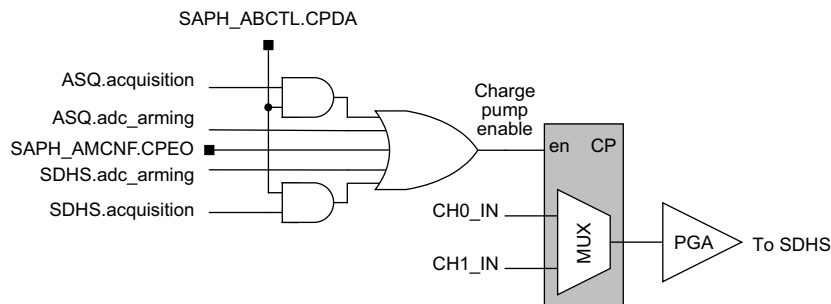 SAPH_ABCTL.CPDA
ASQ.acquisition
ASQ.adc_arming
SAPH_AMCNF.CPEO
SDHS.adc_arming
SDHS.acquisition
Charge
pump
enable
en CP
CH0_IN
CH1_IN
MUX
PGA
To SDHS